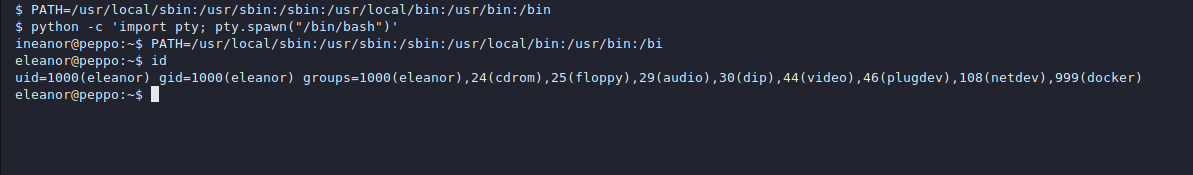 $ PATH=/usr/local/sbin:/usr/sbin:/sbin:/usr/local/bin:/usr/bin:/bin
$ python -c 'import pty; pty.spawn("/bin/bash")'
ineanor@peppo:~$ PATH=/usr/local/sbin:/usr/sbin:/sbin:/usr/local/bin:/usr/bin:/bi
eleanor@peppo:~$ id
uid=1000(eleanor) gid=1000(eleanor) groups=1000(eleanor),24(cdrom),25(floppy),29(audio),30(dip),44(video),46(plugdev),108(netdev),999(docker)
eleanor@peppo:~$